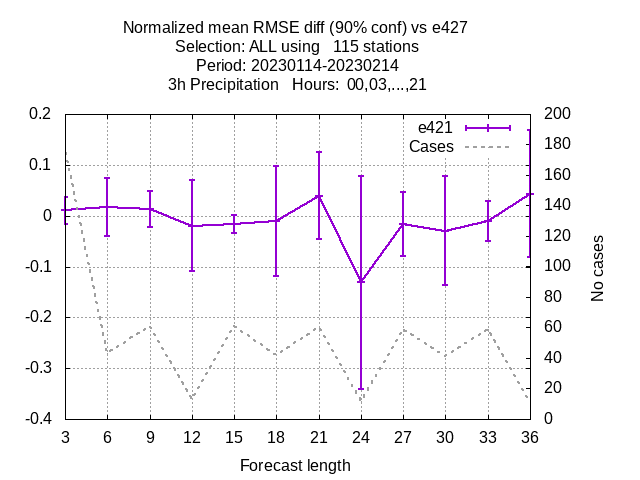 Normalized mean RMSE diff (90% conf) vs e427
Selection: ALL using   115 stations
Period: 20230114-20230214
3h Precipitation   Hours:  00,03,...,21
e421
Cases
0.2
0.1
0
-0.1
-0.2
-0.3
-0.4
200
180
160
140
120
100
80
60
40
20
0
No cases
3 6 9 12 15 18 21 24 27 30 33 36
Forecast length